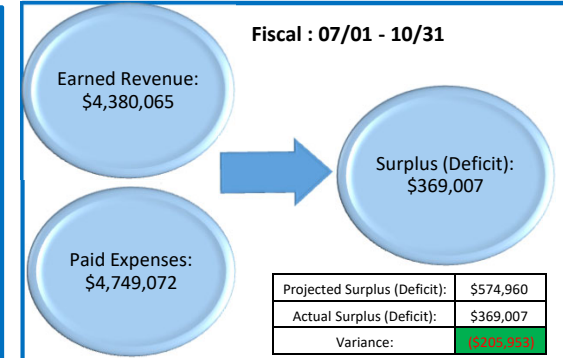 Fiscal : 07/01 - 10/31
Earned Revenue:
$4,380,065
Surplus (Deficit):
$369,007
Paid Expenses:
$4,749,072
Projected Surplus (Deficit): $574,960
Actual Surplus (Deficit): $369,007
Variance: ($205,953)